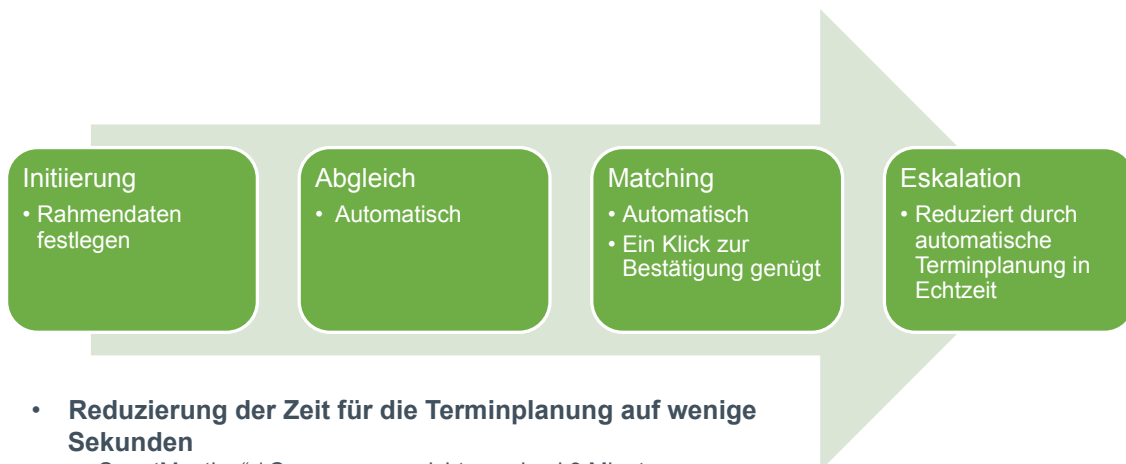 Initiierung
• Rahmendaten
festlegen
Abgleich
• Automatisch
Matching
• Automatisch
• Ein Klick zur
Bestätigung genügt
Eskalation
• Reduziert durch
automatische
Terminplanung in
Echtzeit
• Reduzierung der Zeit für die Terminplanung auf wenige
Sekunden